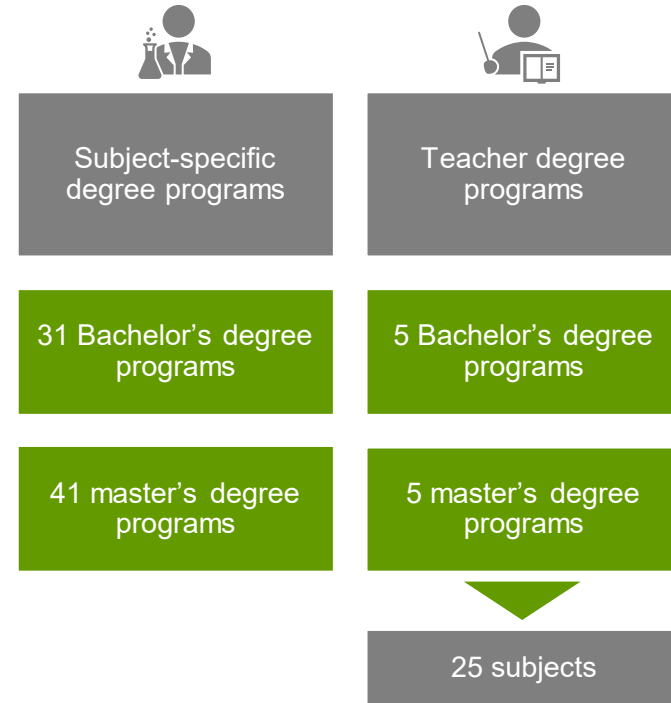 Subject-specific
degree programs
Teacher degree
programs
31 Bachelor’s degree
programs
5 Bachelor’s degree
programs
41 master’s degree
programs
5 master’s degree
programs
25 subjects